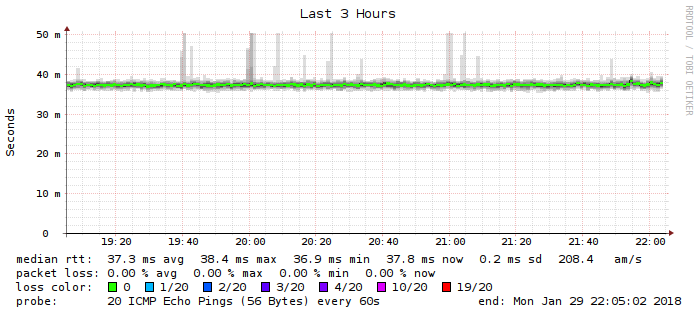 Last 3 Hours
RRDTOOL / TOBI OETIKER
Seconds
50 m
40 m
30 m
20 m
10 m
0
19:20 19:40 20:00 20:20 20:40 21:00 21:20 21:40 22:00
median rtt: 37.3 ms avg 38.4 ms max 36.9 ms min 37.8 ms now 0.2 ms sd 208.4 am/s
packet loss: 0.00 % avg 0.00 % max 0.00 % min 0.00 % now
loss color: 0 1/20 2/20 3/20 4/20 10/20 19/20
probe: 20 ICMP Echo Pings (56 Bytes) every 60s end: Mon Jan 29 22:05:02 2018